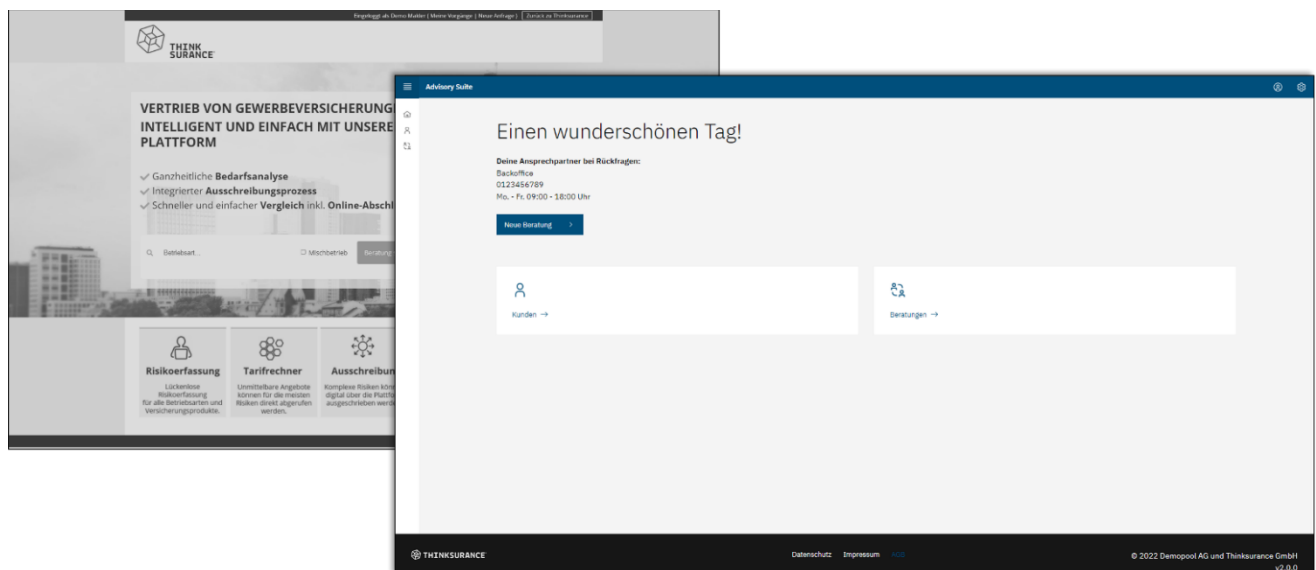 Eingeloggt als Demo Makler | Meine Vorgänge | Neue Anfrage | Zurück zu Thinksurance
THINK
SURANCE
VERTRIEB VON GEWERBEVERSICHERUNG
INTELLIGENT UND EINFACH MIT UNSERE
PLATTFORM
Ganzheitliche Bedarfsanalyse
Integrierter Ausschreibungsprozess
Schneller und einfacher Vergleich inkl. Online-Abschl
Betriebsart...
Mischbetrieb
Beratung
Risikoerfassung
Lückenlose
Risikoerfassung
für alle Betriebsarten und
Versicherungsprodukte.
Tarifrechner
Unmittelbare Angebote
können für die meisten
Risiken direkt abgerufen
werden.
Ausschreibun
Komplexe Risiken könn
digital über die Plattfo
ausgeschrieben werde
Advisory Suite
Einen wunderschönen Tag!
Deine Ansprechpartner bei Rückfragen:
Backoffice
0123456789
Mo. - Fr. 09:00 - 18:00 Uhr
Neue Beratung
Kunden →
Beratungen →
THINKSURANCE
Datenschutz Impressum AGB
© 2022 Demopool AG und Thinksurance GmbH
v2.0.0